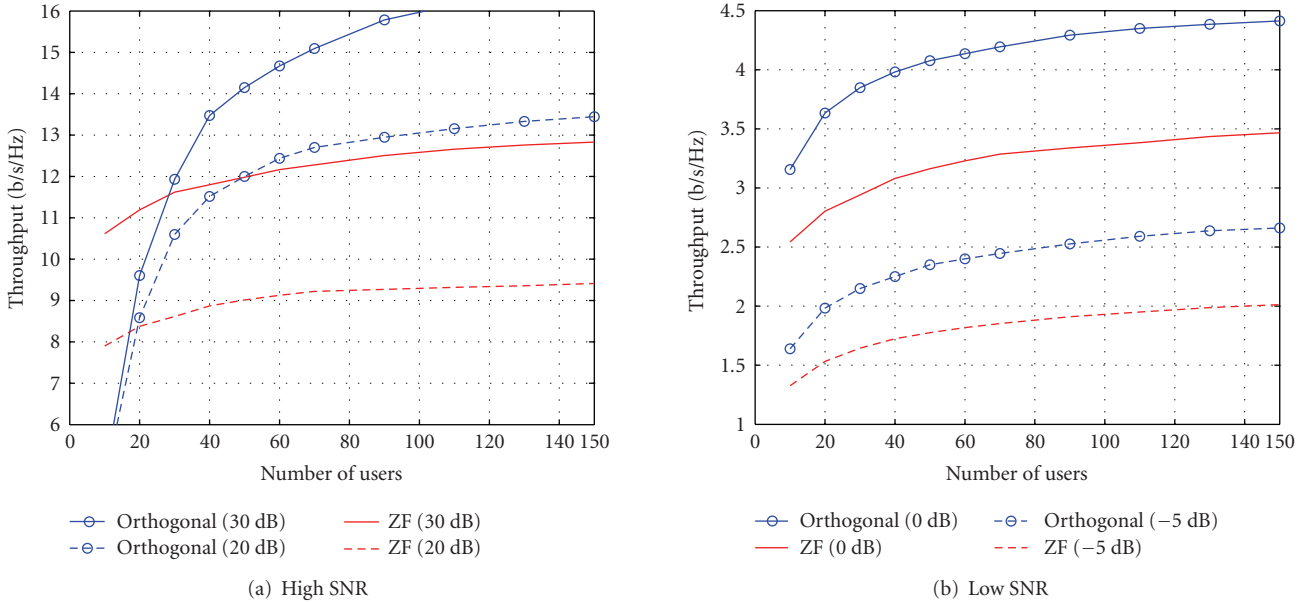 16
15
14
13
12
11
10
9
8
7
6
Throughput (b/s/Hz)
0 20 40 60 80 100 120 140 150
Number of users
Orthogonal (30 dB)
Orthogonal (20 dB)
ZF (30 dB)
ZF (20 dB)
(a) High SNR
4.5
4
3.5
3
2.5
2
1.5
1
Throughput (b/s/Hz)
0 20 40 60 80 100 120 140 150
Number of users
Orthogonal (0 dB)
ZF (0 dB)
Orthogonal (−5 dB)
ZF (−5 dB)
(b) Low SNR